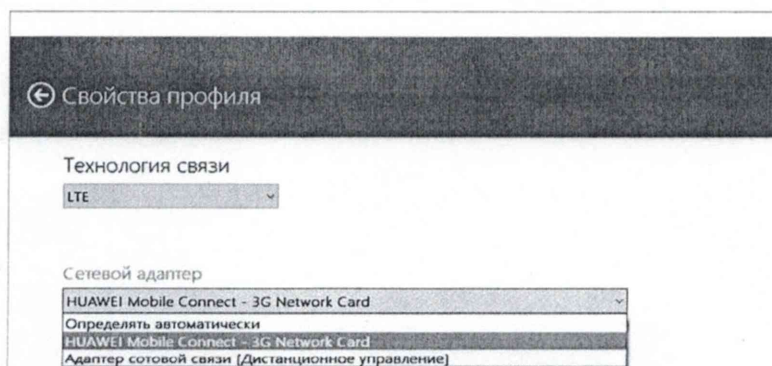 Свойства профиля
Технология связи
LTE
Сетевой адаптер
HUAWEI Mobile Connect - 3G Network Card
Определять автоматически
HUAWEI Mobile Connect - 3G Network Card
Адаптер сотовой связи [Дистанционное управление]